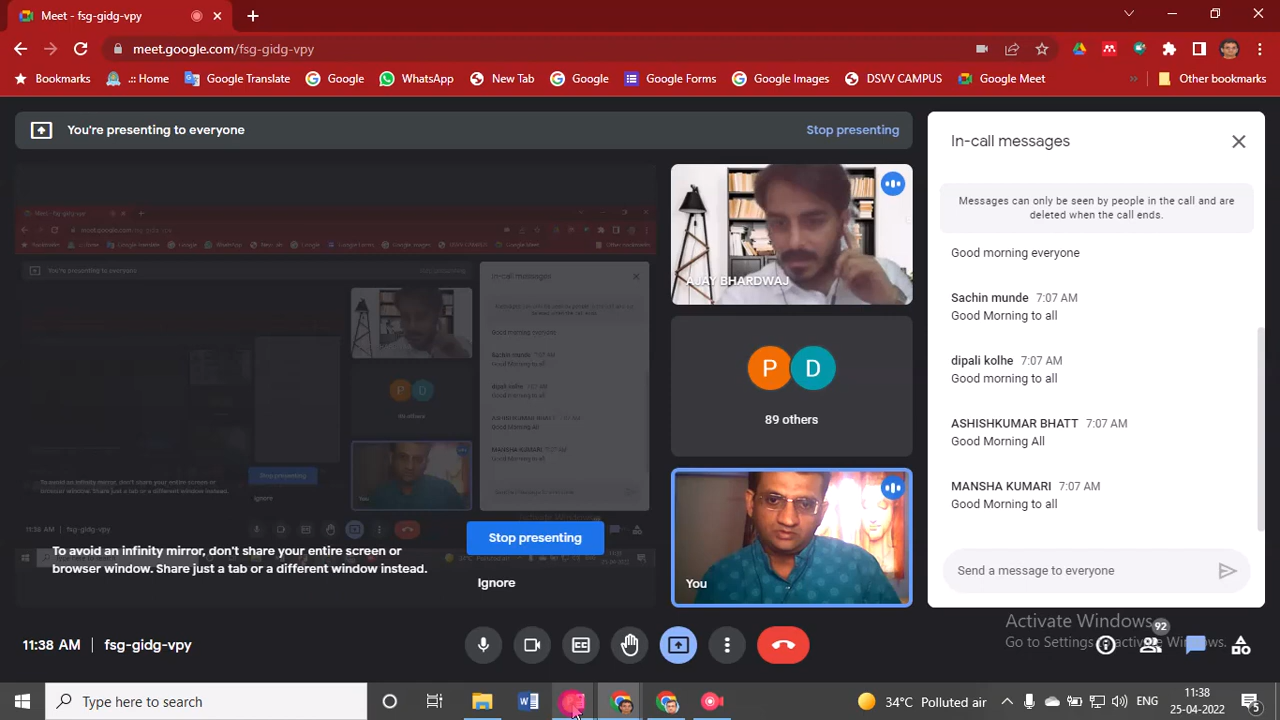 Meet - fsg-gidg-vpy
meet.google.com/fsg-gidg-vpy
Bookmarks
.:: Home
Google Translate
Google
WhatsApp
New Tab
Google
Google Forms
Google Images
DSVV CAMPUS
Google Meet
Other bookmarks
You're presenting to everyone
Stop presenting
In-call messages
Messages can only be seen by people in the call and are
deleted when the call ends.
Good morning everyone
Sachin munde 7:07 AM
Good Morning to all
dipali kolhe 7:07 AM
Good morning to all
ASHISHKUMAR BHATT 7:07 AM
Good Morning All
MANSHA KUMARI 7:07 AM
Good Morning to all
Send a message to everyone
AJAY BHARDWAJ
P D
89 others
You
To avoid an infinity mirror, don't share your entire screen or
browser window. Share just a tab or a different window instead.
Stop presenting
Ignore
Activate Windows
Go to Settings to activate Windows.
11:38 AM | fsg-gidg-vpy
92
Type here to search
34°C Polluted air
ENG
11:38
25-04-2022
5